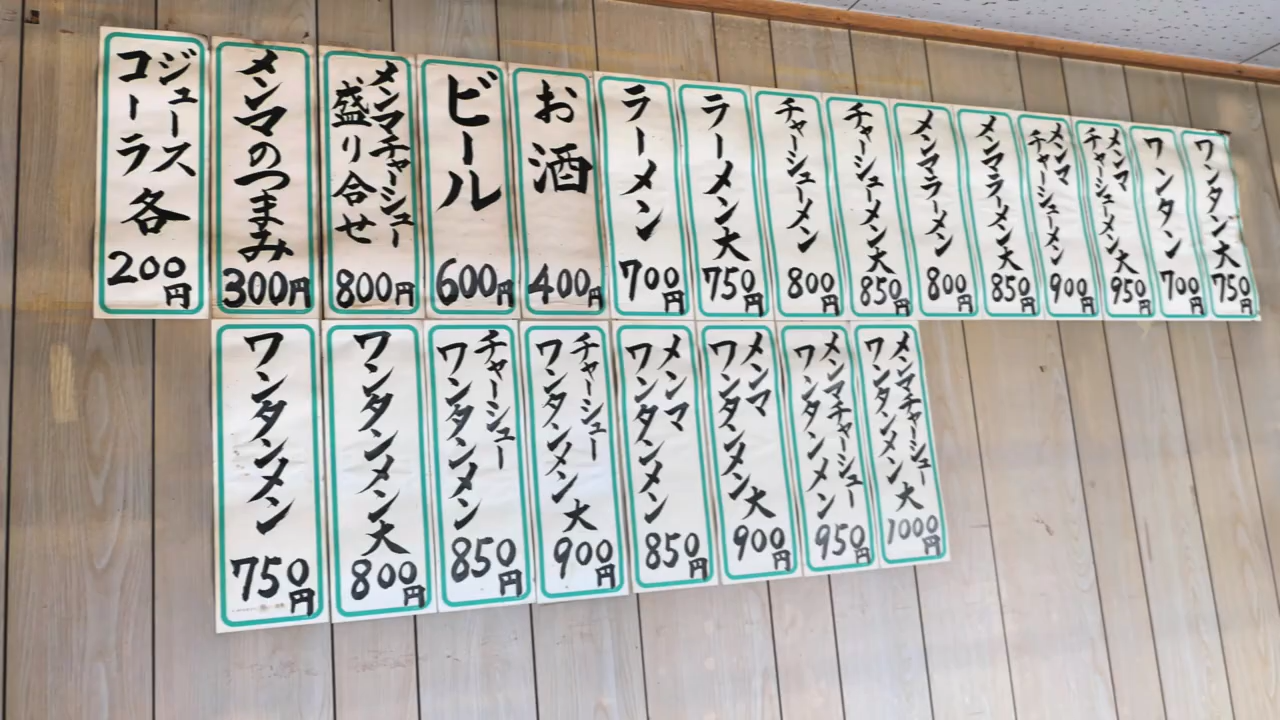 ジュース
コーラ 各
200円
メンマのつまみ
300円
メンマチャーシュー
盛り合せ
800円
ビール
600円
お酒
400円
ラーメン
700円
ラーメン大
750円
チャーシューメン
800円
チャーシューメン大
850円
メンマラーメン
800円
メンマラーメン大
850円
メンマ
チャーシューメン
900円
メンマ
チャーシューメン大
950円
ワンタン
700円
ワンタン大
750円
ワンタンメン
750円
ワンタンメン大
800円
チャーシュー
ワンタンメン
850円
チャーシュー
ワンタンメン大
900円
メンマ
ワンタンメン
850円
メンマ
ワンタンメン大
900円
メンマチャーシュー
ワンタンメン
950円
メンマチャーシュー
ワンタンメン大
1000円